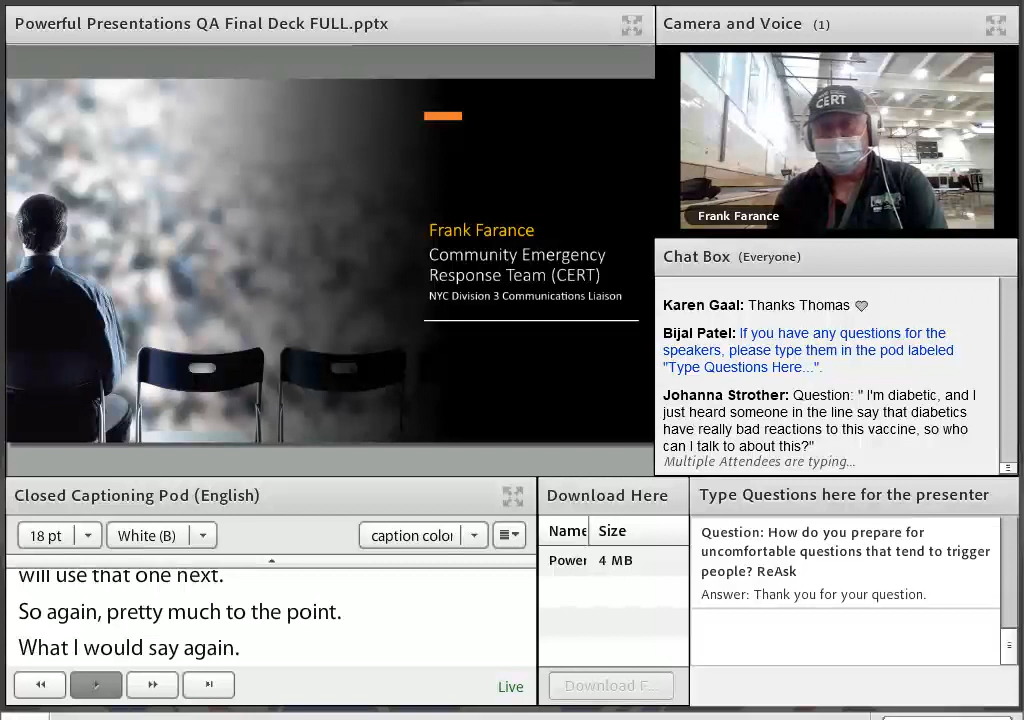 Powerful Presentations QA Final Deck FULL.pptx
Frank Farance
Community Emergency
Response Team (CERT)
NYC Division 3 Communications Liaison
Camera and Voice (1)
CERT
Frank Farance
Chat Box (Everyone)
Karen Gaal: Thanks Thomas
Bijal Patel: If you have any questions for the
speakers, please type them in the pod labeled
"Type Questions Here...".
Johanna Strother: Question: " I'm diabetic, and I
just heard someone in the line say that diabetics
have really bad reactions to this vaccine, so who
can I talk to about this?"
Multiple Attendees are typing...
Closed Captioning Pod (English)
18 pt
White (B)
caption color
will use that one next.
So again, pretty much to the point.
What I would say again.
Live
Download Here
Name Size
Power 4 MB
Download F...
Type Questions here for the presenter
Question: How do you prepare for
uncomfortable questions that tend to trigger
people? ReAsk
Answer: Thank you for your question.